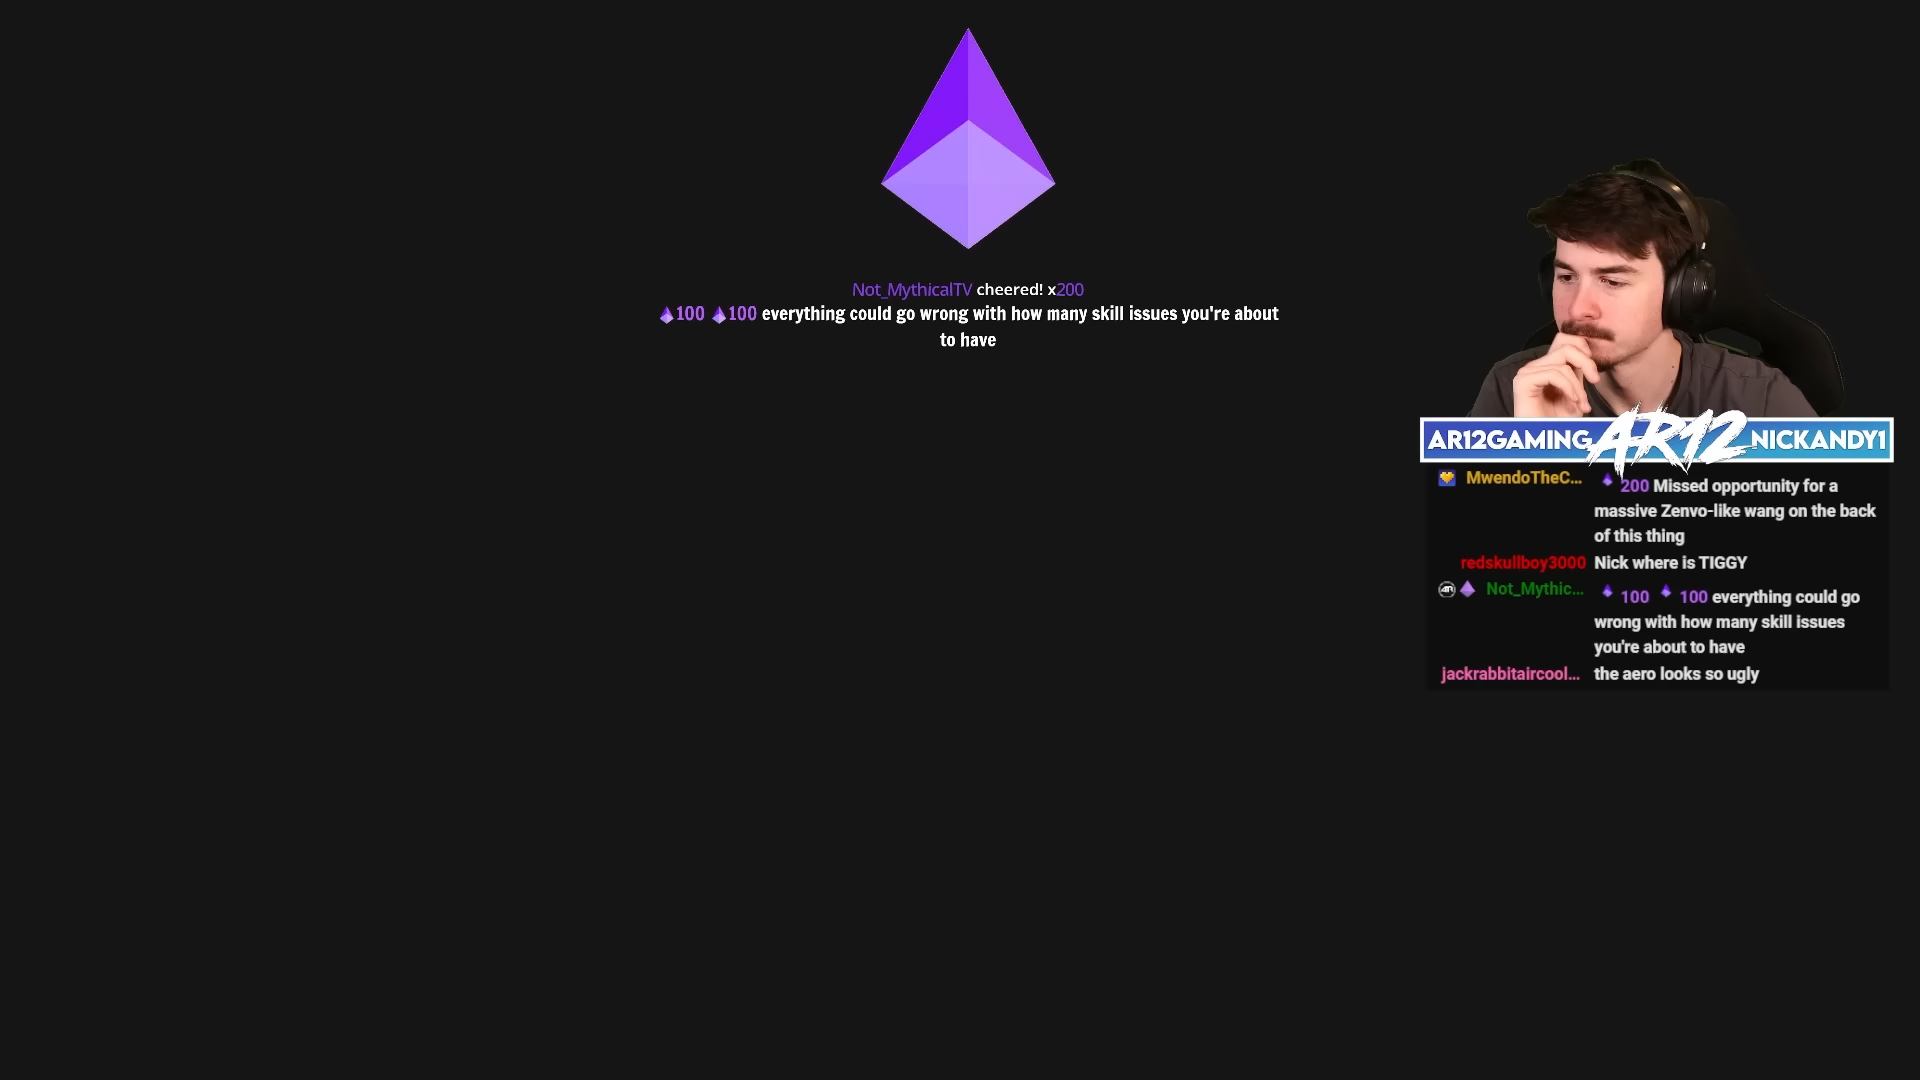 Not_MythicalTV cheered! x200
100 100 everything could go wrong with how many skill issues you're about
to have
AR12GAMING AR12 NICKANDY1
MwendoTheC... 200 Missed opportunity for a
massive Zenvo-like wang on the back
of this thing
redskullboy3000 Nick where is TIGGY
Not_Mythic... 100 100 everything could go
wrong with how many skill issues
you're about to have
jackrabbitaircool... the aero looks so ugly